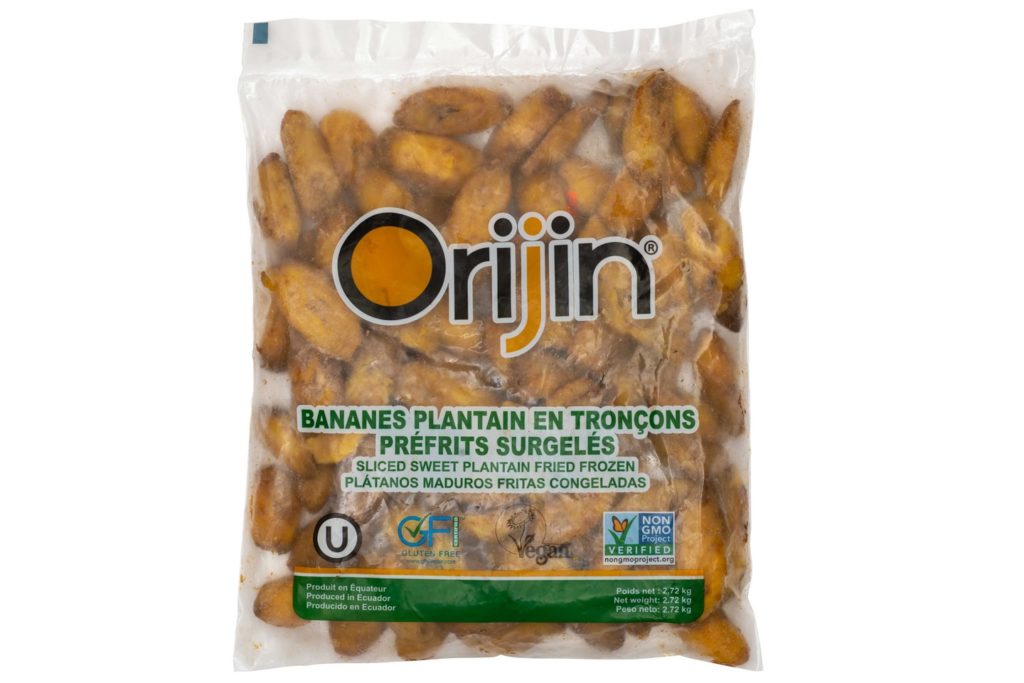 Orijin®
BANANES PLANTAIN EN TRONÇONS
PRÉFRITS SURGELÉS
SLICED SWEET PLANTAIN FRIED FROZEN
PLÁTANOS MADUROS FRITAS CONGELADAS
U
GFI
GLUTEN FREE
Vegan
NON
GMO
Project
VERIFIED
nongmoproject.org
Produit en Équateur
Produced in Ecuador
Producido en Ecuador
Poids net : 2,72 kg
Net weight: 2.72 kg
Peso neto: 2.72 kg